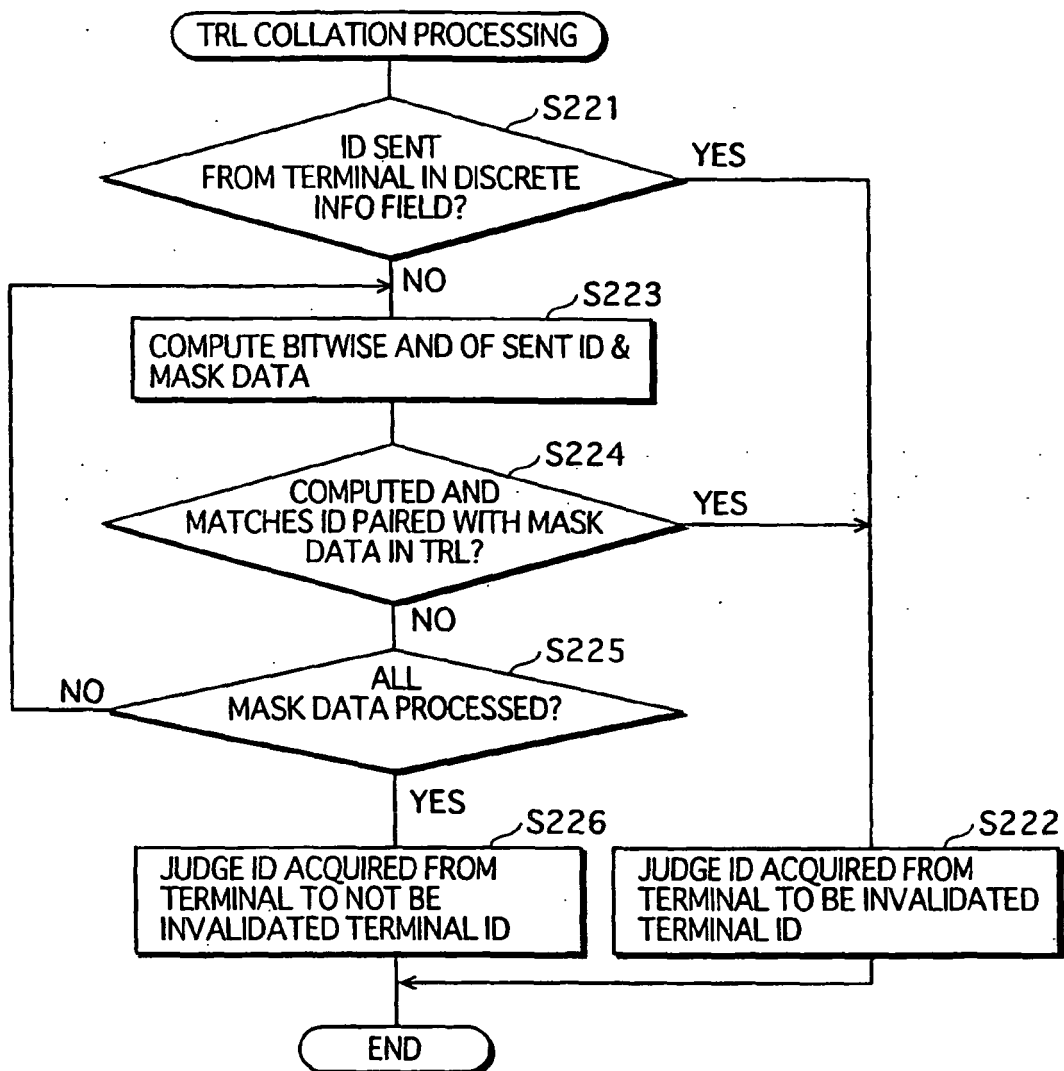 TRL COLLATION PROCESSING
S221
ID SENT
FROM TERMINAL IN DISCRETE
INFO FIELD?
YES
NO
S223
COMPUTE BITWISE AND OF SENT ID &
MASK DATA
S224
COMPUTED AND
MATCHES ID PAIRED WITH MASK
DATA IN TRL?
YES
NO
S225
ALL
MASK DATA PROCESSED?
NO
YES
S226
JUDGE ID ACQUIRED FROM
TERMINAL TO NOT BE
INVALIDATED TERMINAL ID
S222
JUDGE ID ACQUIRED FROM
TERMINAL TO BE INVALIDATED
TERMINAL ID
END